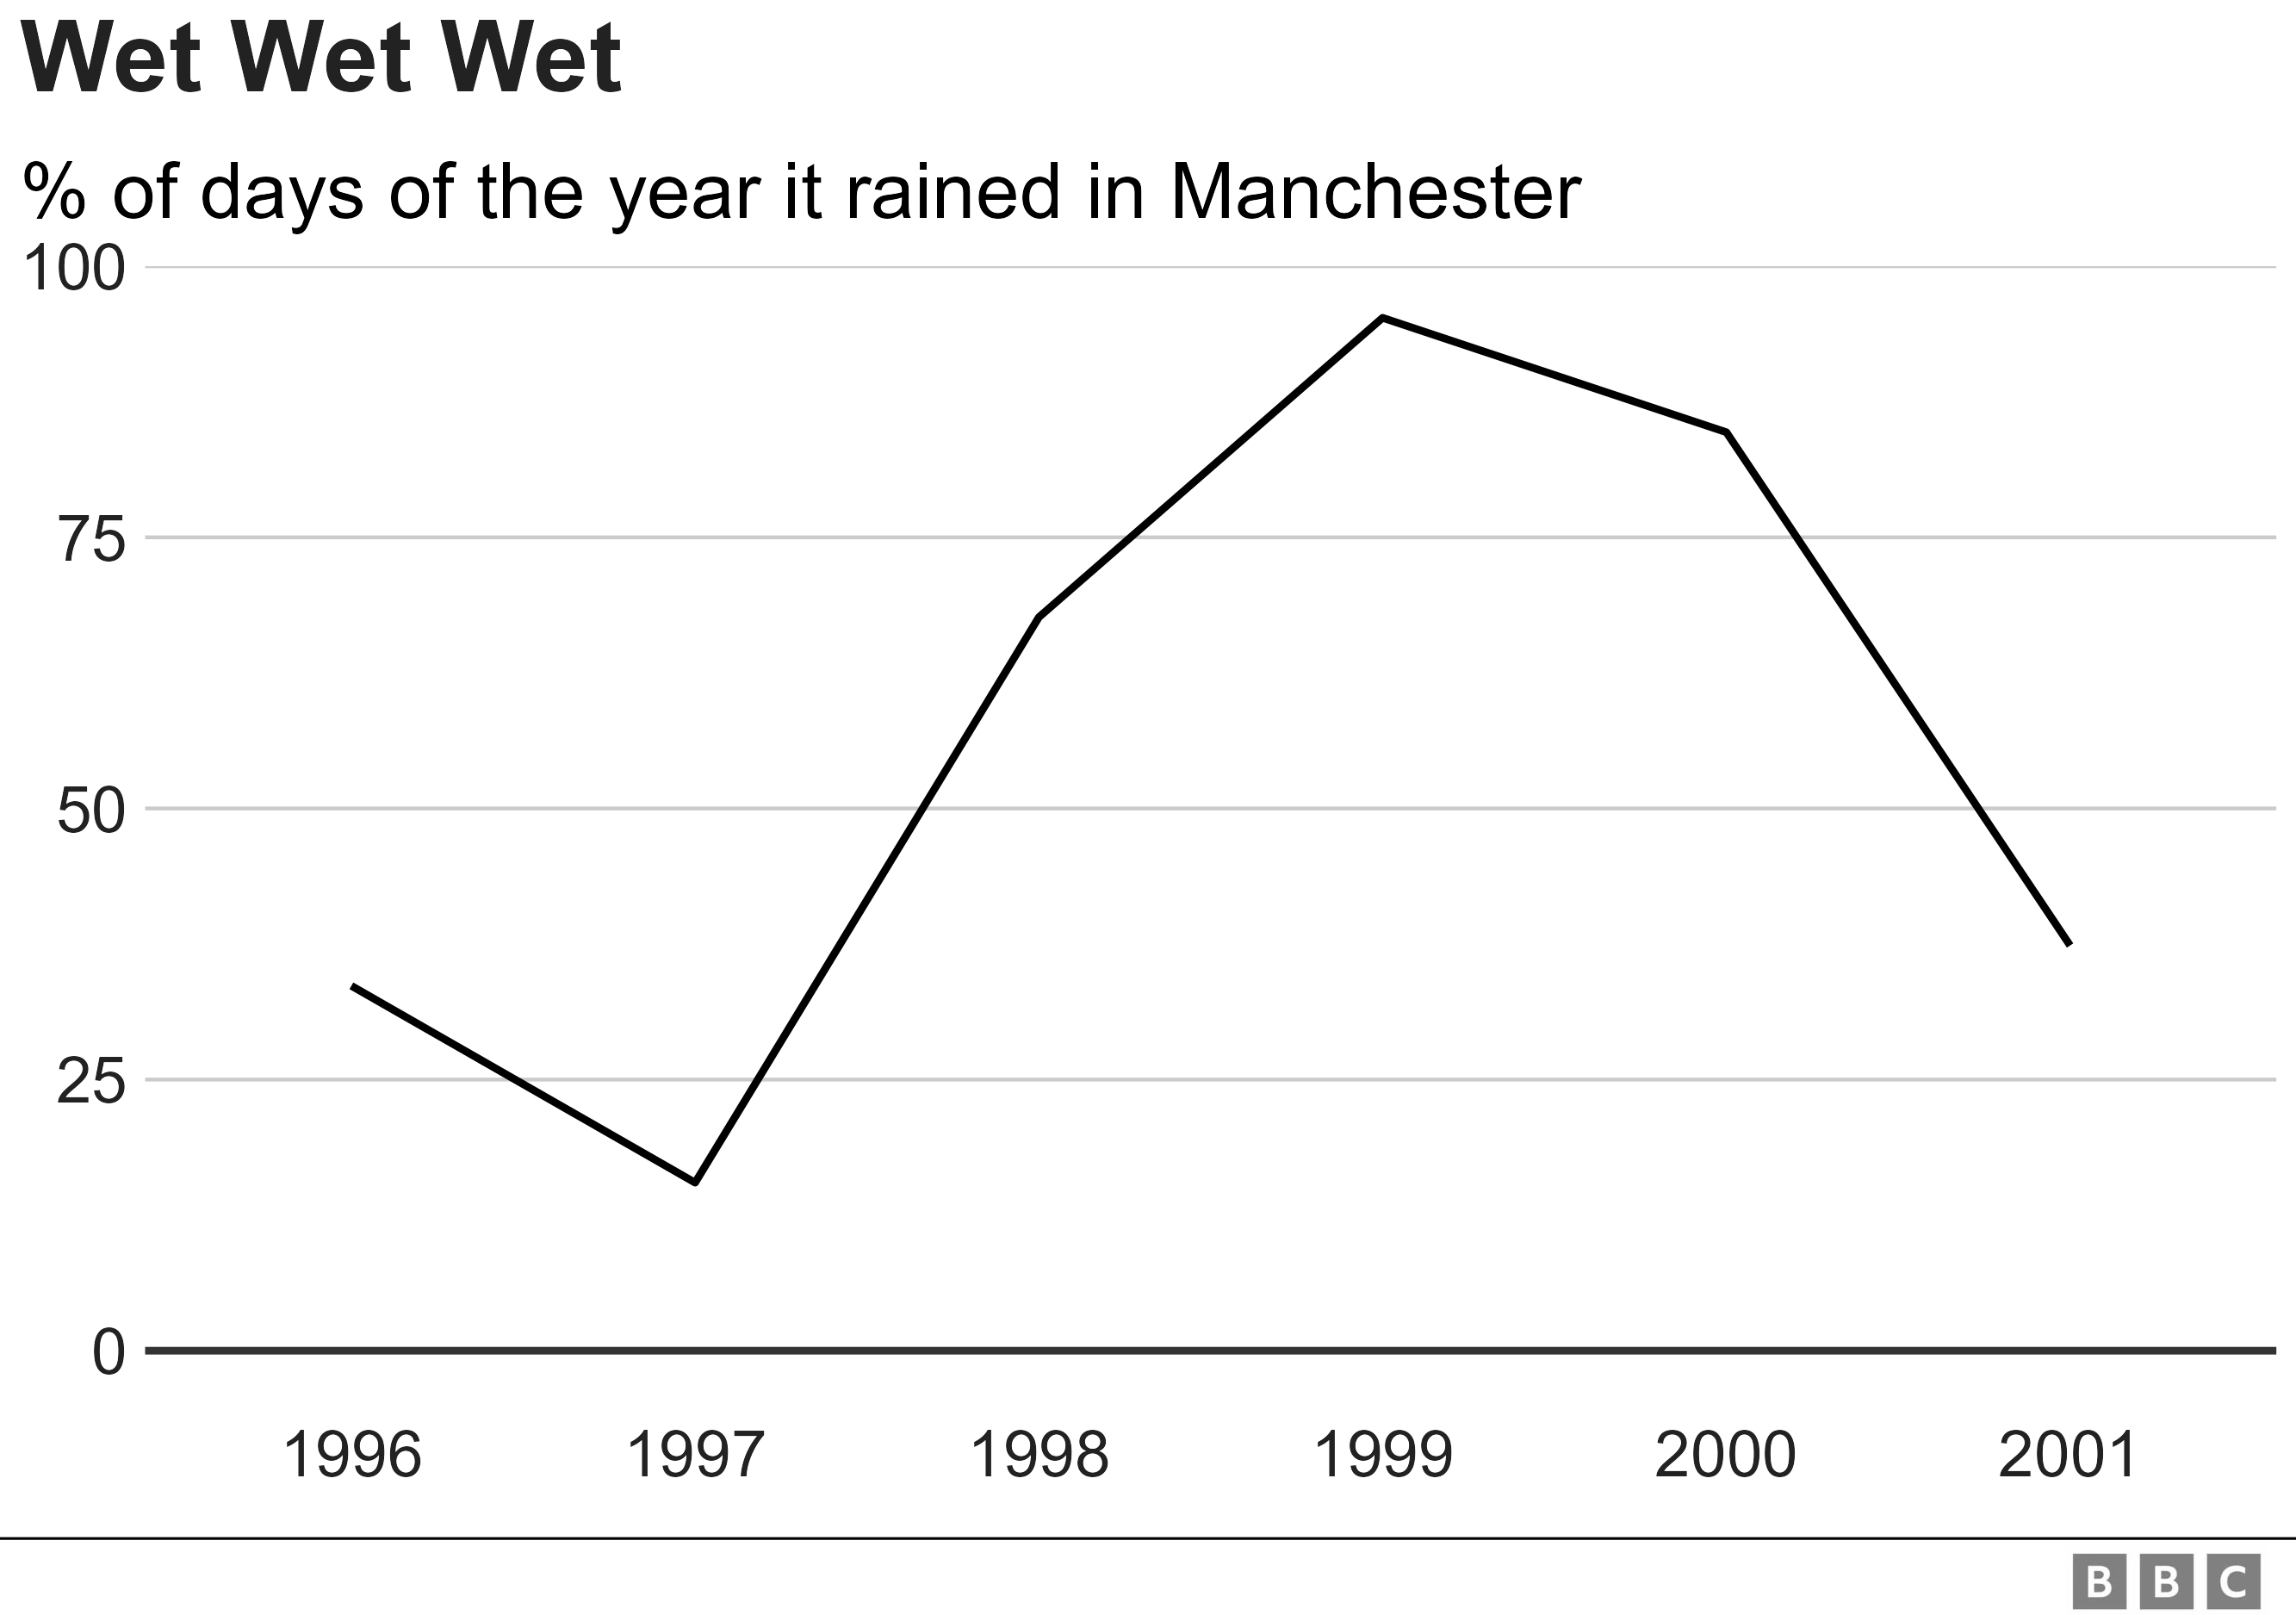 Wet Wet Wet
% of days of the year it rained in Manchester
100
75
50
25
0
1996 1997 1998 1999 2000 2001
BBC